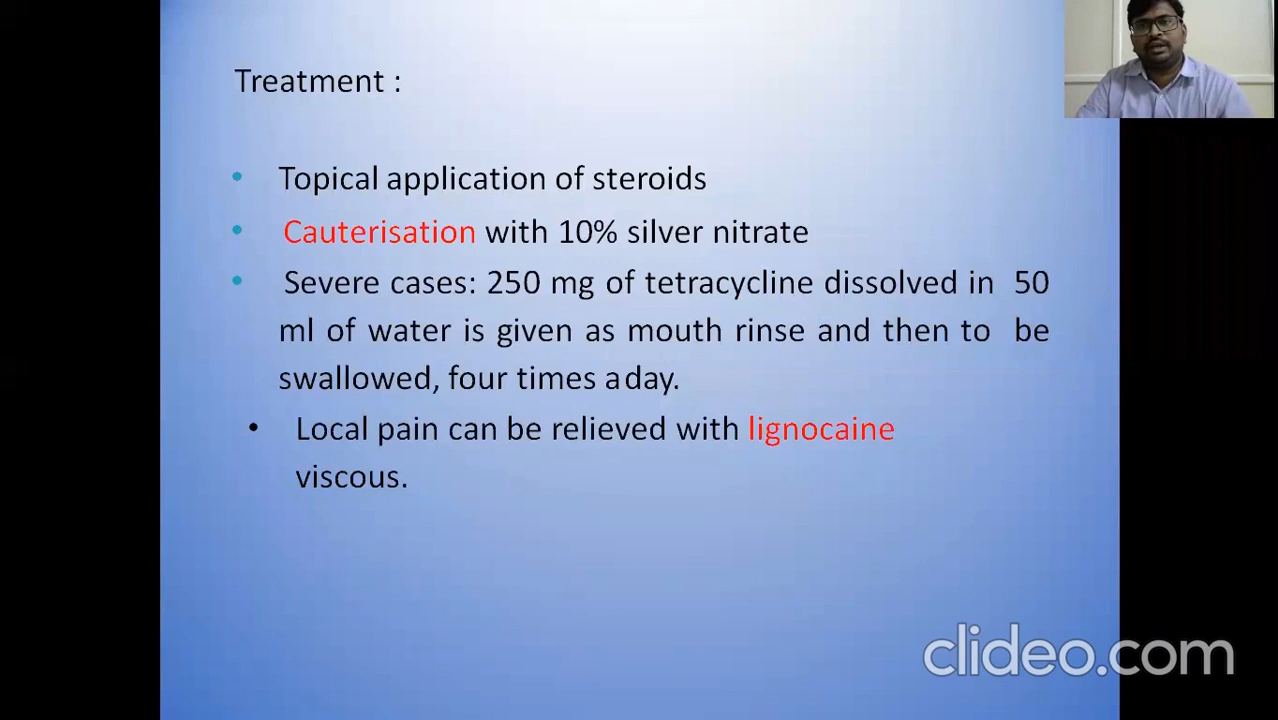 Treatment :
• Topical application of steroids
• Cauterisation with 10% silver nitrate
• Severe cases: 250 mg of tetracycline dissolved in 50
ml of water is given as mouth rinse and then to be
swallowed, four times a day.
• Local pain can be relieved with lignocaine
viscous.
clideo.com